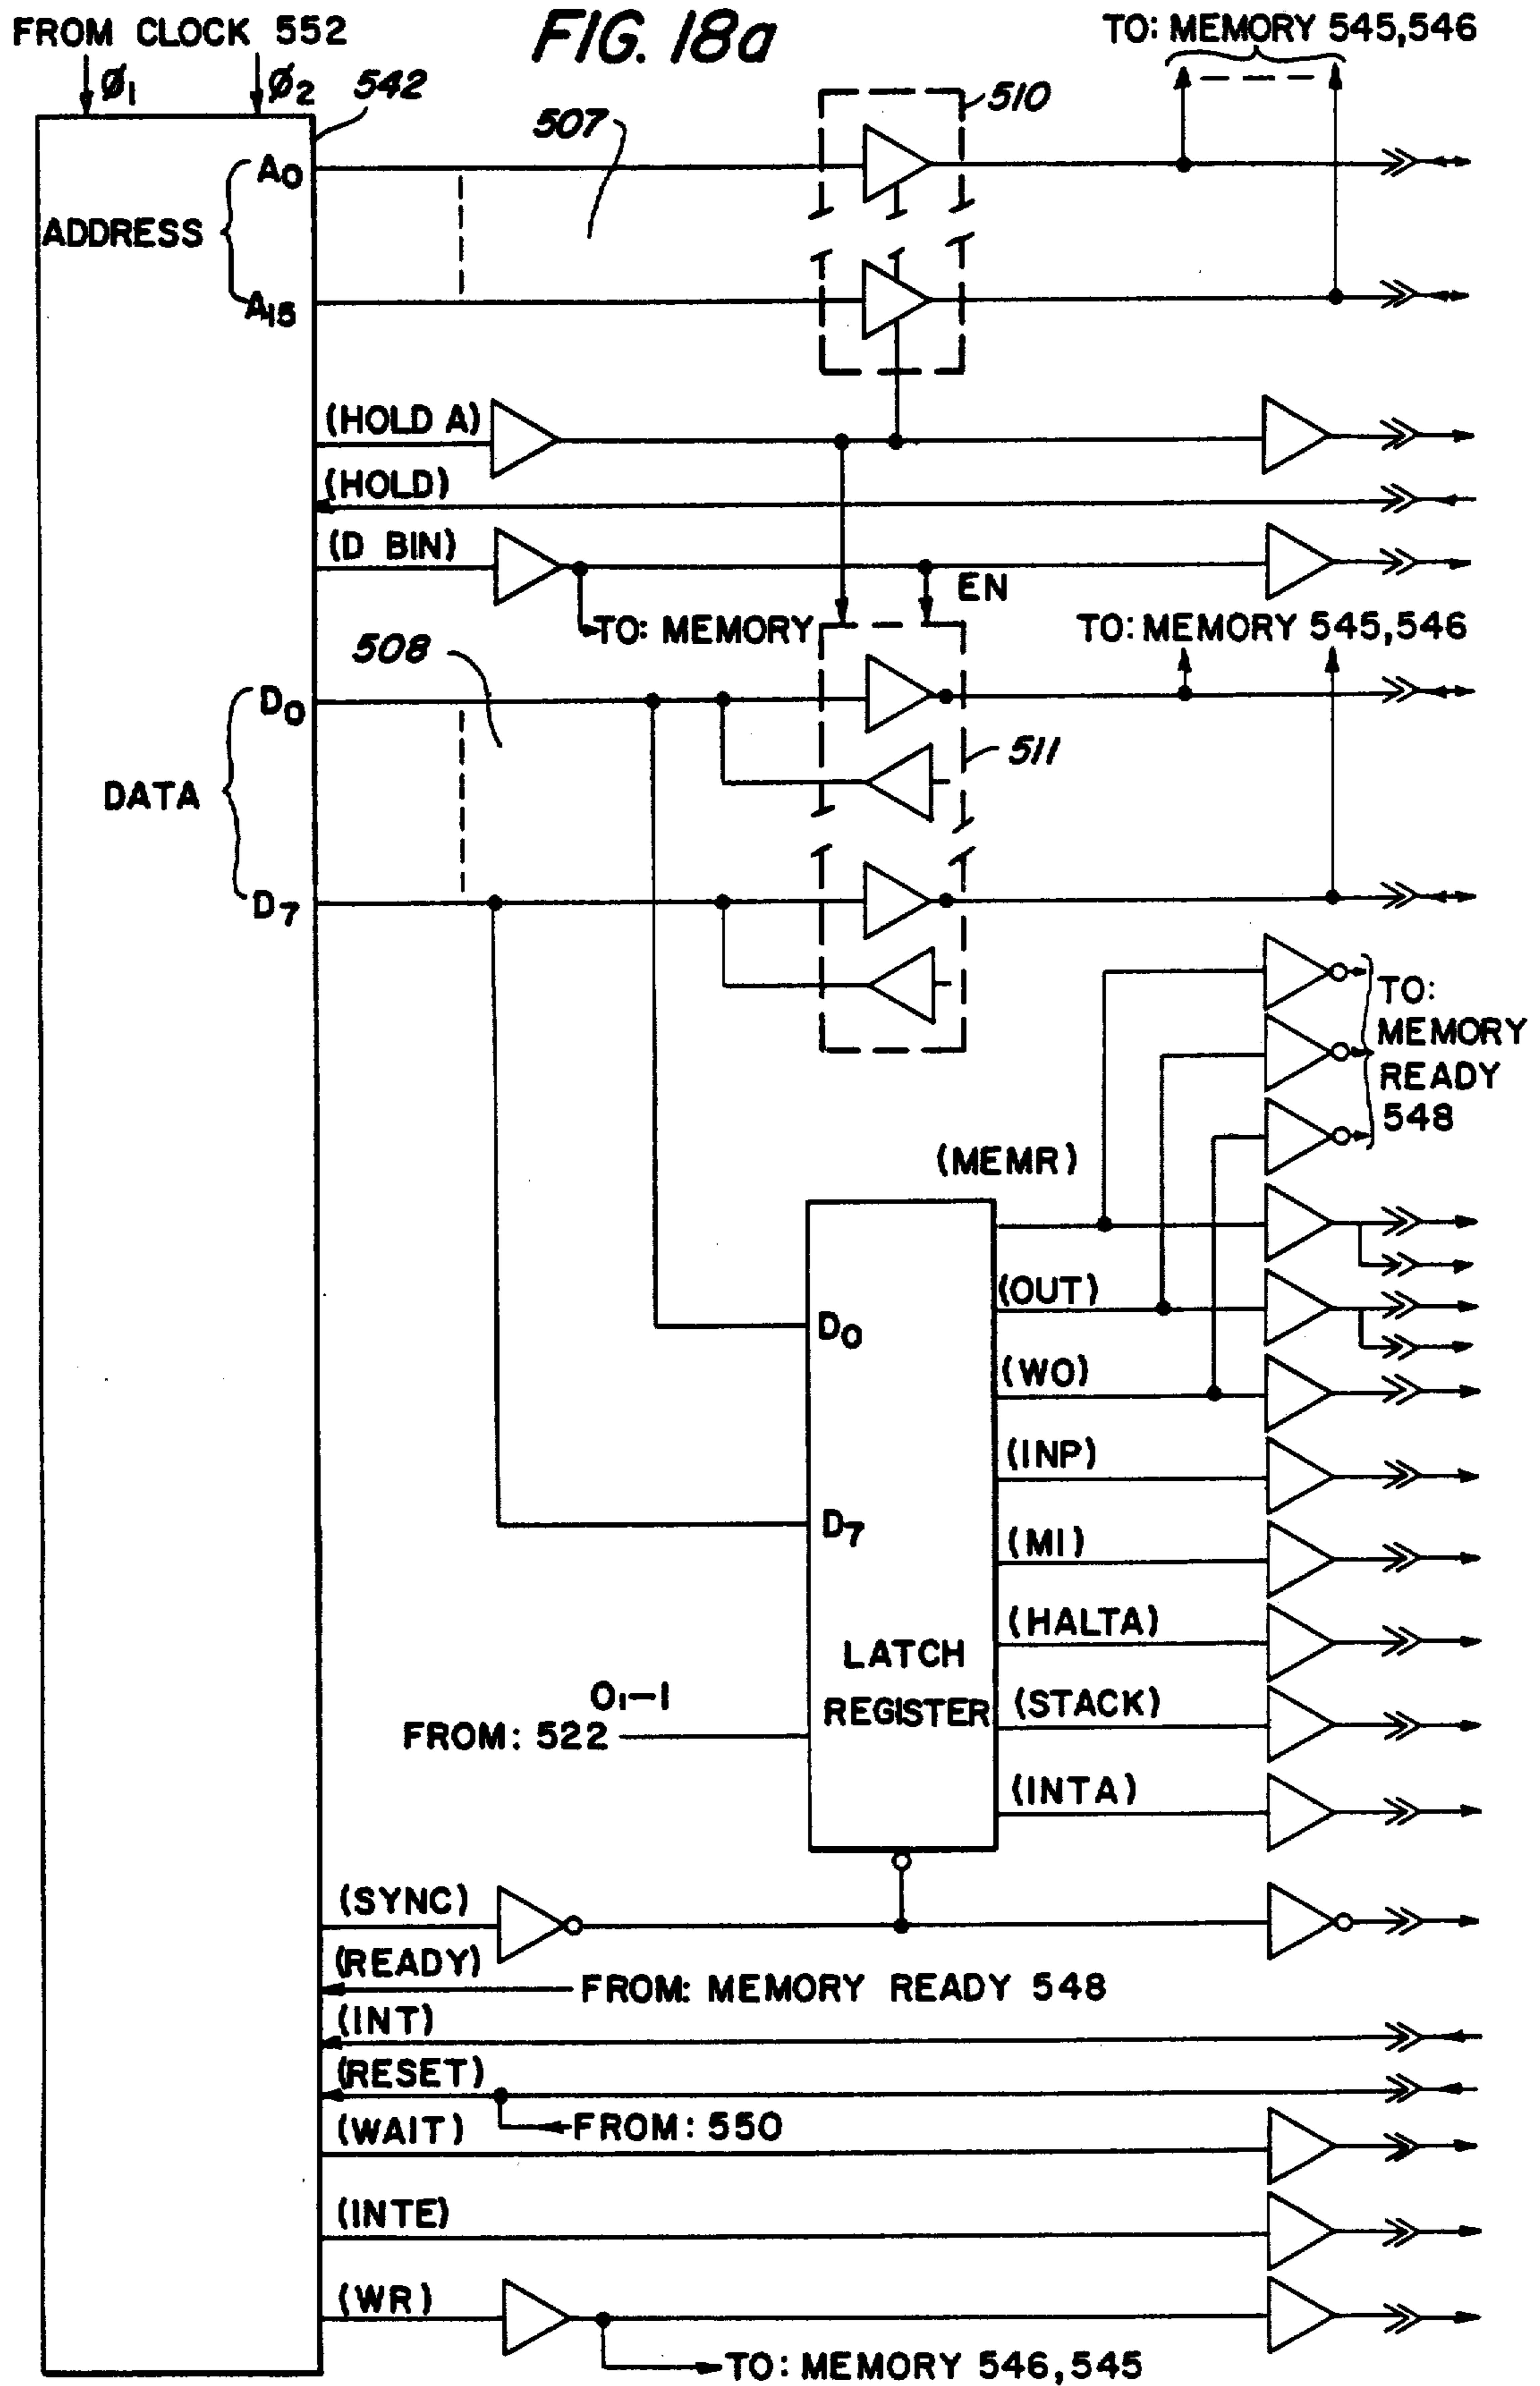 FIG. 18a
FROM CLOCK 552
TO: MEMORY 545,546
Ø1
Ø2
542
507
510
A0
ADDRESS
A15
(HOLD A)
(HOLD)
(D BIN)
EN
TO: MEMORY
TO: MEMORY 545,546
508
D0
511
DATA
D7
TO:
MEMORY
READY
548
(MEMR)
(OUT)
D0
(WO)
(INP)
D7
(MI)
(HALTA)
LATCH
REGISTER
O1-1
FROM: 522
(STACK)
(INTA)
(SYNC)
(READY)
FROM: MEMORY READY 548
(INT)
(RESET)
FROM: 550
(WAIT)
(INTE)
(WR)
TO: MEMORY 546,545